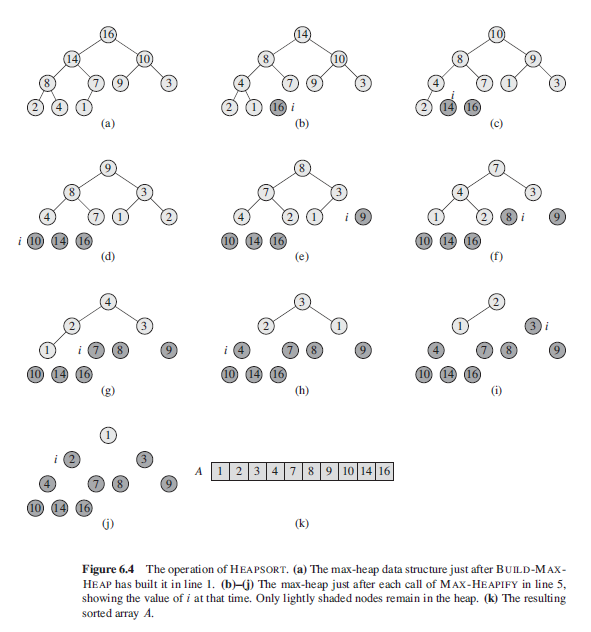 16
14 10
8 7 9 3
2 4 1
(a)
14
8 10
4 7 9 3
2 1 16 i
(b)
10
8 9
4 7 1 3
i
2 14 16
(c)
9
8 3
4 7 1 2
i 10 14 16
(d)
8
7 3
4 2 1 i 9
10 14 16
(e)
7
4 3
1 2 8 i 9
10 14 16
(f)
4
2 3
1 i 7 8 9
10 14 16
(g)
3
2 1
i 4 7 8 9
10 14 16
(h)
2
1 3 i
4 7 8 9
10 14 16
(i)
1
i 2 3
4 7 8 9
10 14 16
(j)
A 1 2 3 4 7 8 9 10 14 16
(k)
Figure 6.4 The operation of HEAPSORT. (a) The max-heap data structure just after BUILD-MAX-
HEAP has built it in line 1. (b)–(j) The max-heap just after each call of MAX-HEAPIFY in line 5,
showing the value of i at that time. Only lightly shaded nodes remain in the heap. (k) The resulting
sorted array A.